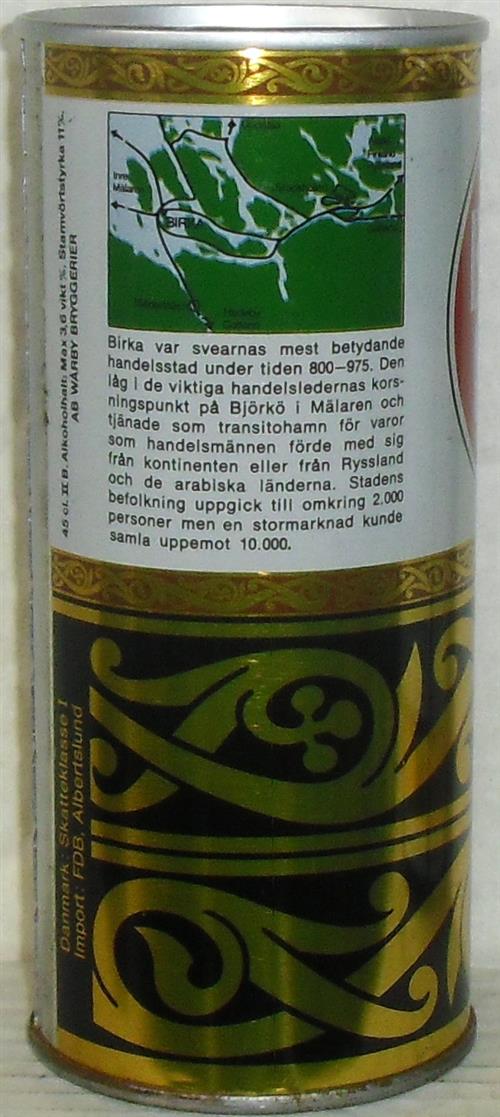 Inre
Mälaren
BIRKA
Birka var svearnas mest betydande
handelsstad under tiden 800–975. Den
låg i de viktiga handelsledernas kors-
ningspunkt på Björkö i Mälaren och
tjänade som transitohamn för varor
som handelsmännen förde med sig
från kontinenten eller från Ryssland
och de arabiska länderna. Stadens
befolkning uppgick till omkring 2.000
personer men en stormarknad kunde
samla uppemot 10.000.
45 cl. II B. Alkoholhalt: Max 3,6 vikt %. Stamvörtstyrka 11%.
AB WÅRBY BRYGGERIER
Danmark: Skatteklasse I
Import: FDB, Albertslund